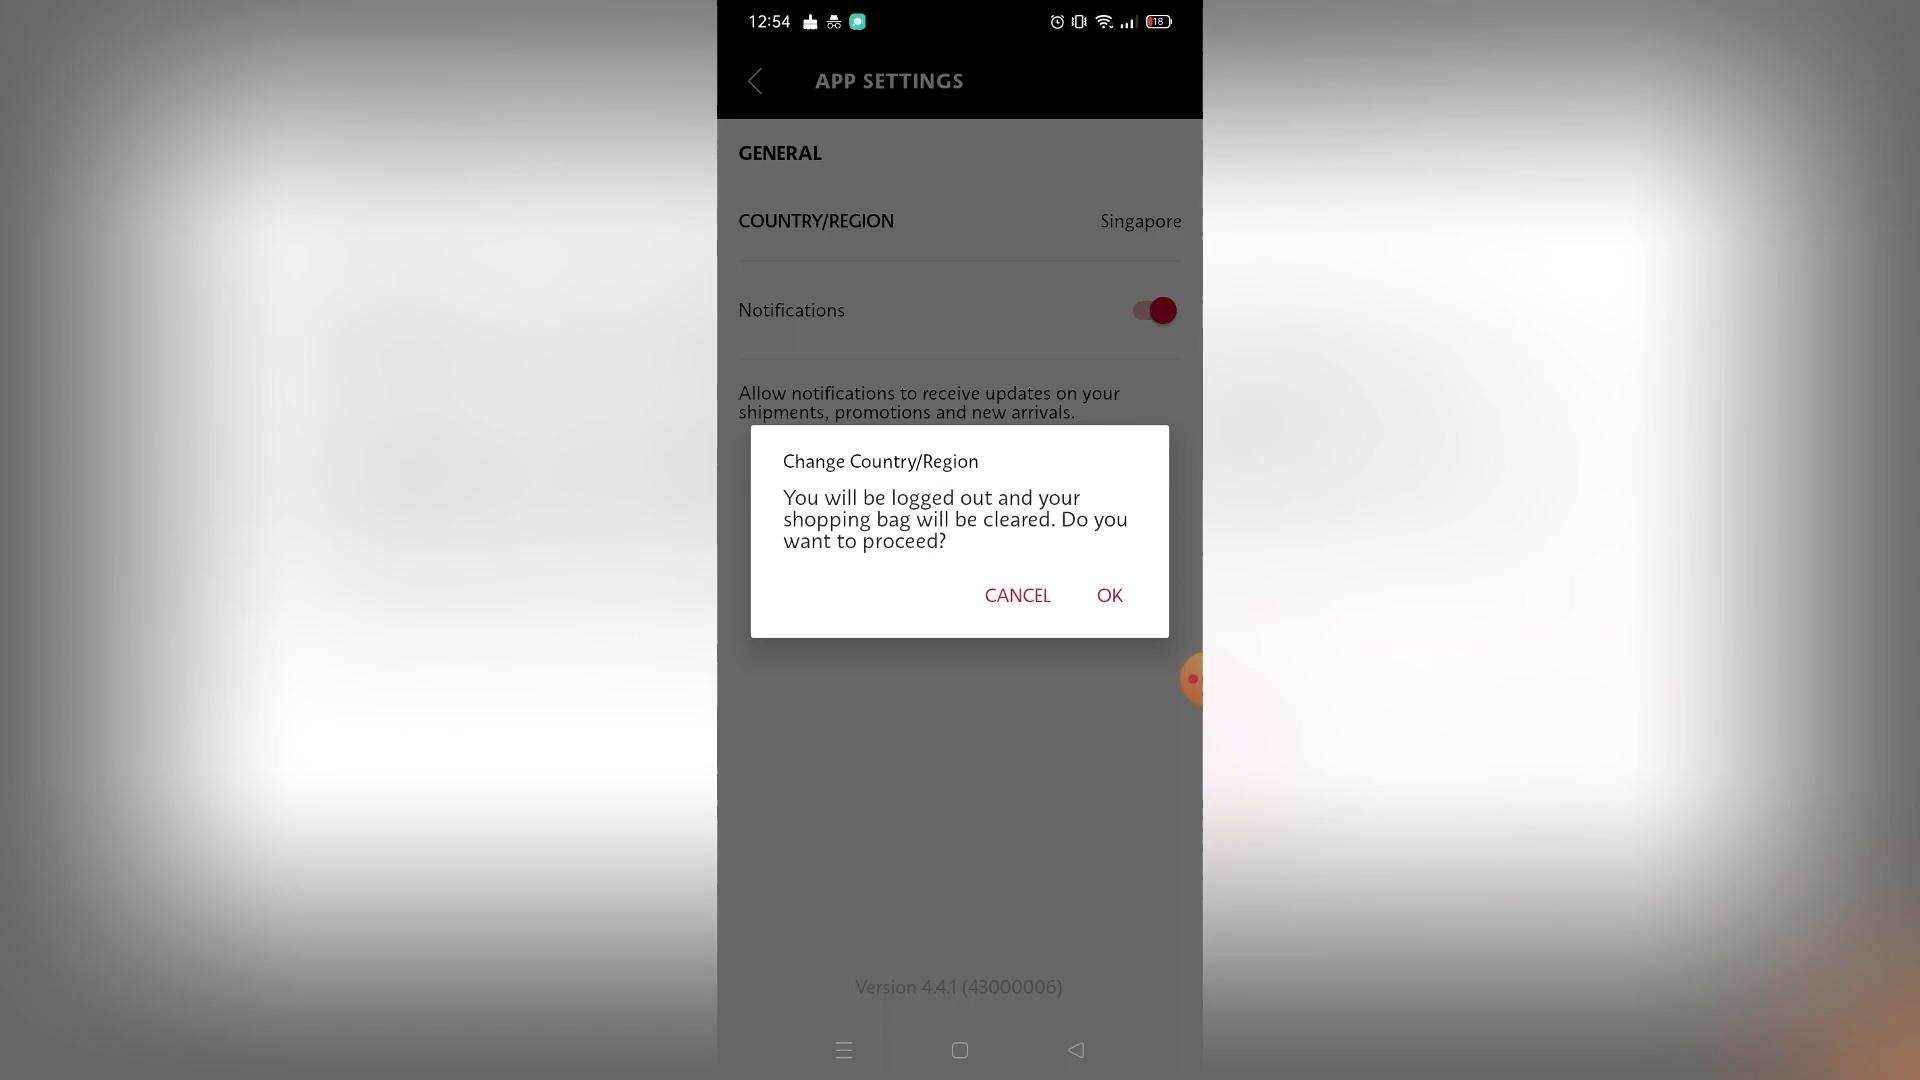 12:54
18
APP SETTINGS
GENERAL
COUNTRY/REGION Singapore
Notifications
Allow notifications to receive updates on your
shipments, promotions and new arrivals.
Change Country/Region
You will be logged out and your
shopping bag will be cleared. Do you
want to proceed?
CANCEL OK
Version 4.4.1 (43000006)